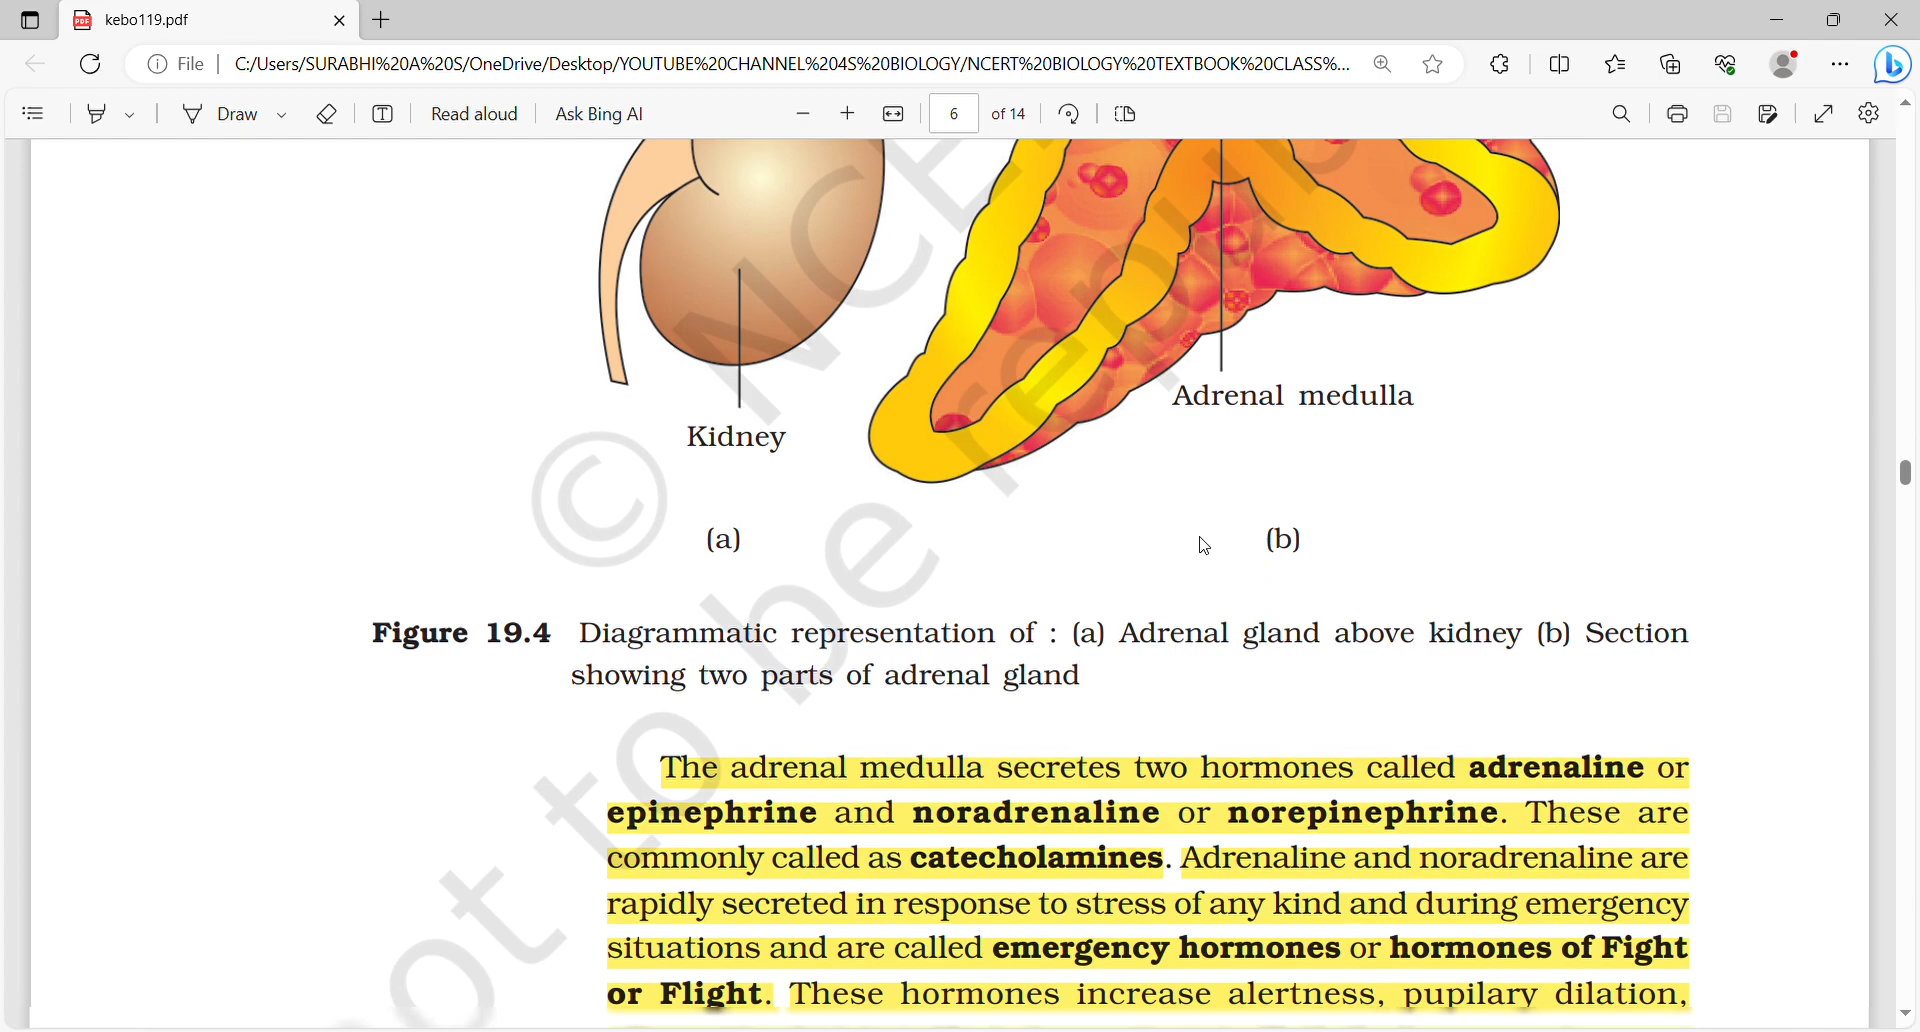 kebo119.pdf
File
C:/Users/SURABHI%20A%20S/OneDrive/Desktop/YOUTUBE%20CHANNEL%204S%20BIOLOGY/NCERT%20BIOLOGY%20TEXTBOOK%20CLASS%...
Draw
Read aloud
Ask Bing AI
6 of 14
© NCE
not to be repub
Kidney
Adrenal medulla
(a)
(b)
Figure 19.4 Diagrammatic representation of : (a) Adrenal gland above kidney (b) Section
showing two parts of adrenal gland
The adrenal medulla secretes two hormones called adrenaline or
epinephrine and noradrenaline or norepinephrine. These are
commonly called as catecholamines. Adrenaline and noradrenaline are
rapidly secreted in response to stress of any kind and during emergency
situations and are called emergency hormones or hormones of Fight
or Flight. These hormones increase alertness, pupilary dilation,